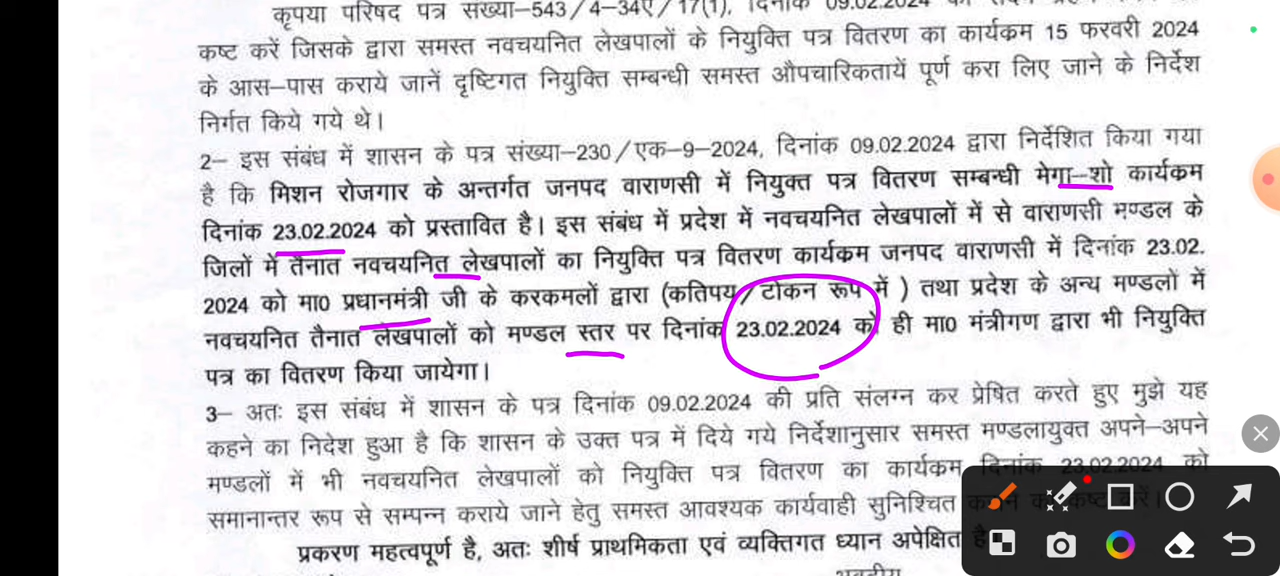 कृपया परिषद पत्र संख्या–543/4–34ए/17(1), दिनांक 09.02.2024
कष्ट करें जिसके द्वारा समस्त नवचयनित लेखपालों के नियुक्ति पत्र वितरण का कार्यकम 15 फरवरी 2024
के आस–पास कराये जानें दृष्टिगत नियुक्ति सम्बन्धी समस्त औपचारिकतायें पूर्ण करा लिए जाने के निर्देश
निर्गत किये गये थे।
2– इस संबंध में शासन के पत्र संख्या–230/एक–9–2024, दिनांक 09.02.2024 द्वारा निर्देशित किया गया
है कि मिशन रोजगार के अन्तर्गत जनपद वाराणसी में नियुक्त पत्र वितरण सम्बन्धी मेगा–शो कार्यकम
दिनांक 23.02.2024 को प्रस्तावित है। इस संबंध में प्रदेश में नवचयनित लेखपालों में से वाराणसी मण्डल के
जिलों में तैनात नवचयनित लेखपालों का नियुक्ति पत्र वितरण कार्यकम जनपद वाराणसी में दिनांक 23.02.
2024 को मा0 प्रधानमंत्री जी के करकमलों द्वारा (कतिपय/टोकन रूप में ) तथा प्रदेश के अन्य मण्डलों में
नवचयनित तैनात लेखपालों को मण्डल स्तर पर दिनांक 23.02.2024 को ही मा0 मंत्रीगण द्वारा भी नियुक्ति
पत्र का वितरण किया जायेगा।
3– अतः इस संबंध में शासन के पत्र दिनांक 09.02.2024 की प्रति संलग्न कर प्रेषित करते हुए मुझे यह
कहने का निदेश हुआ है कि शासन के उक्त पत्र में दिये गये निर्देशानुसार समस्त मण्डलायुक्त अपने–अपने
मण्डलों में भी नवचयनित लेखपालों को नियुक्ति पत्र वितरण का कार्यकम दिनांक 23.02.2024 को
समानान्तर रूप से सम्पन्न कराये जाने हेतु समस्त आवश्यक कार्यवाही सुनिश्चित कराने का कष्ट करें।
प्रकरण महत्वपूर्ण है, अतः शीर्ष प्राथमिकता एवं व्यक्तिगत ध्यान अपेक्षित है